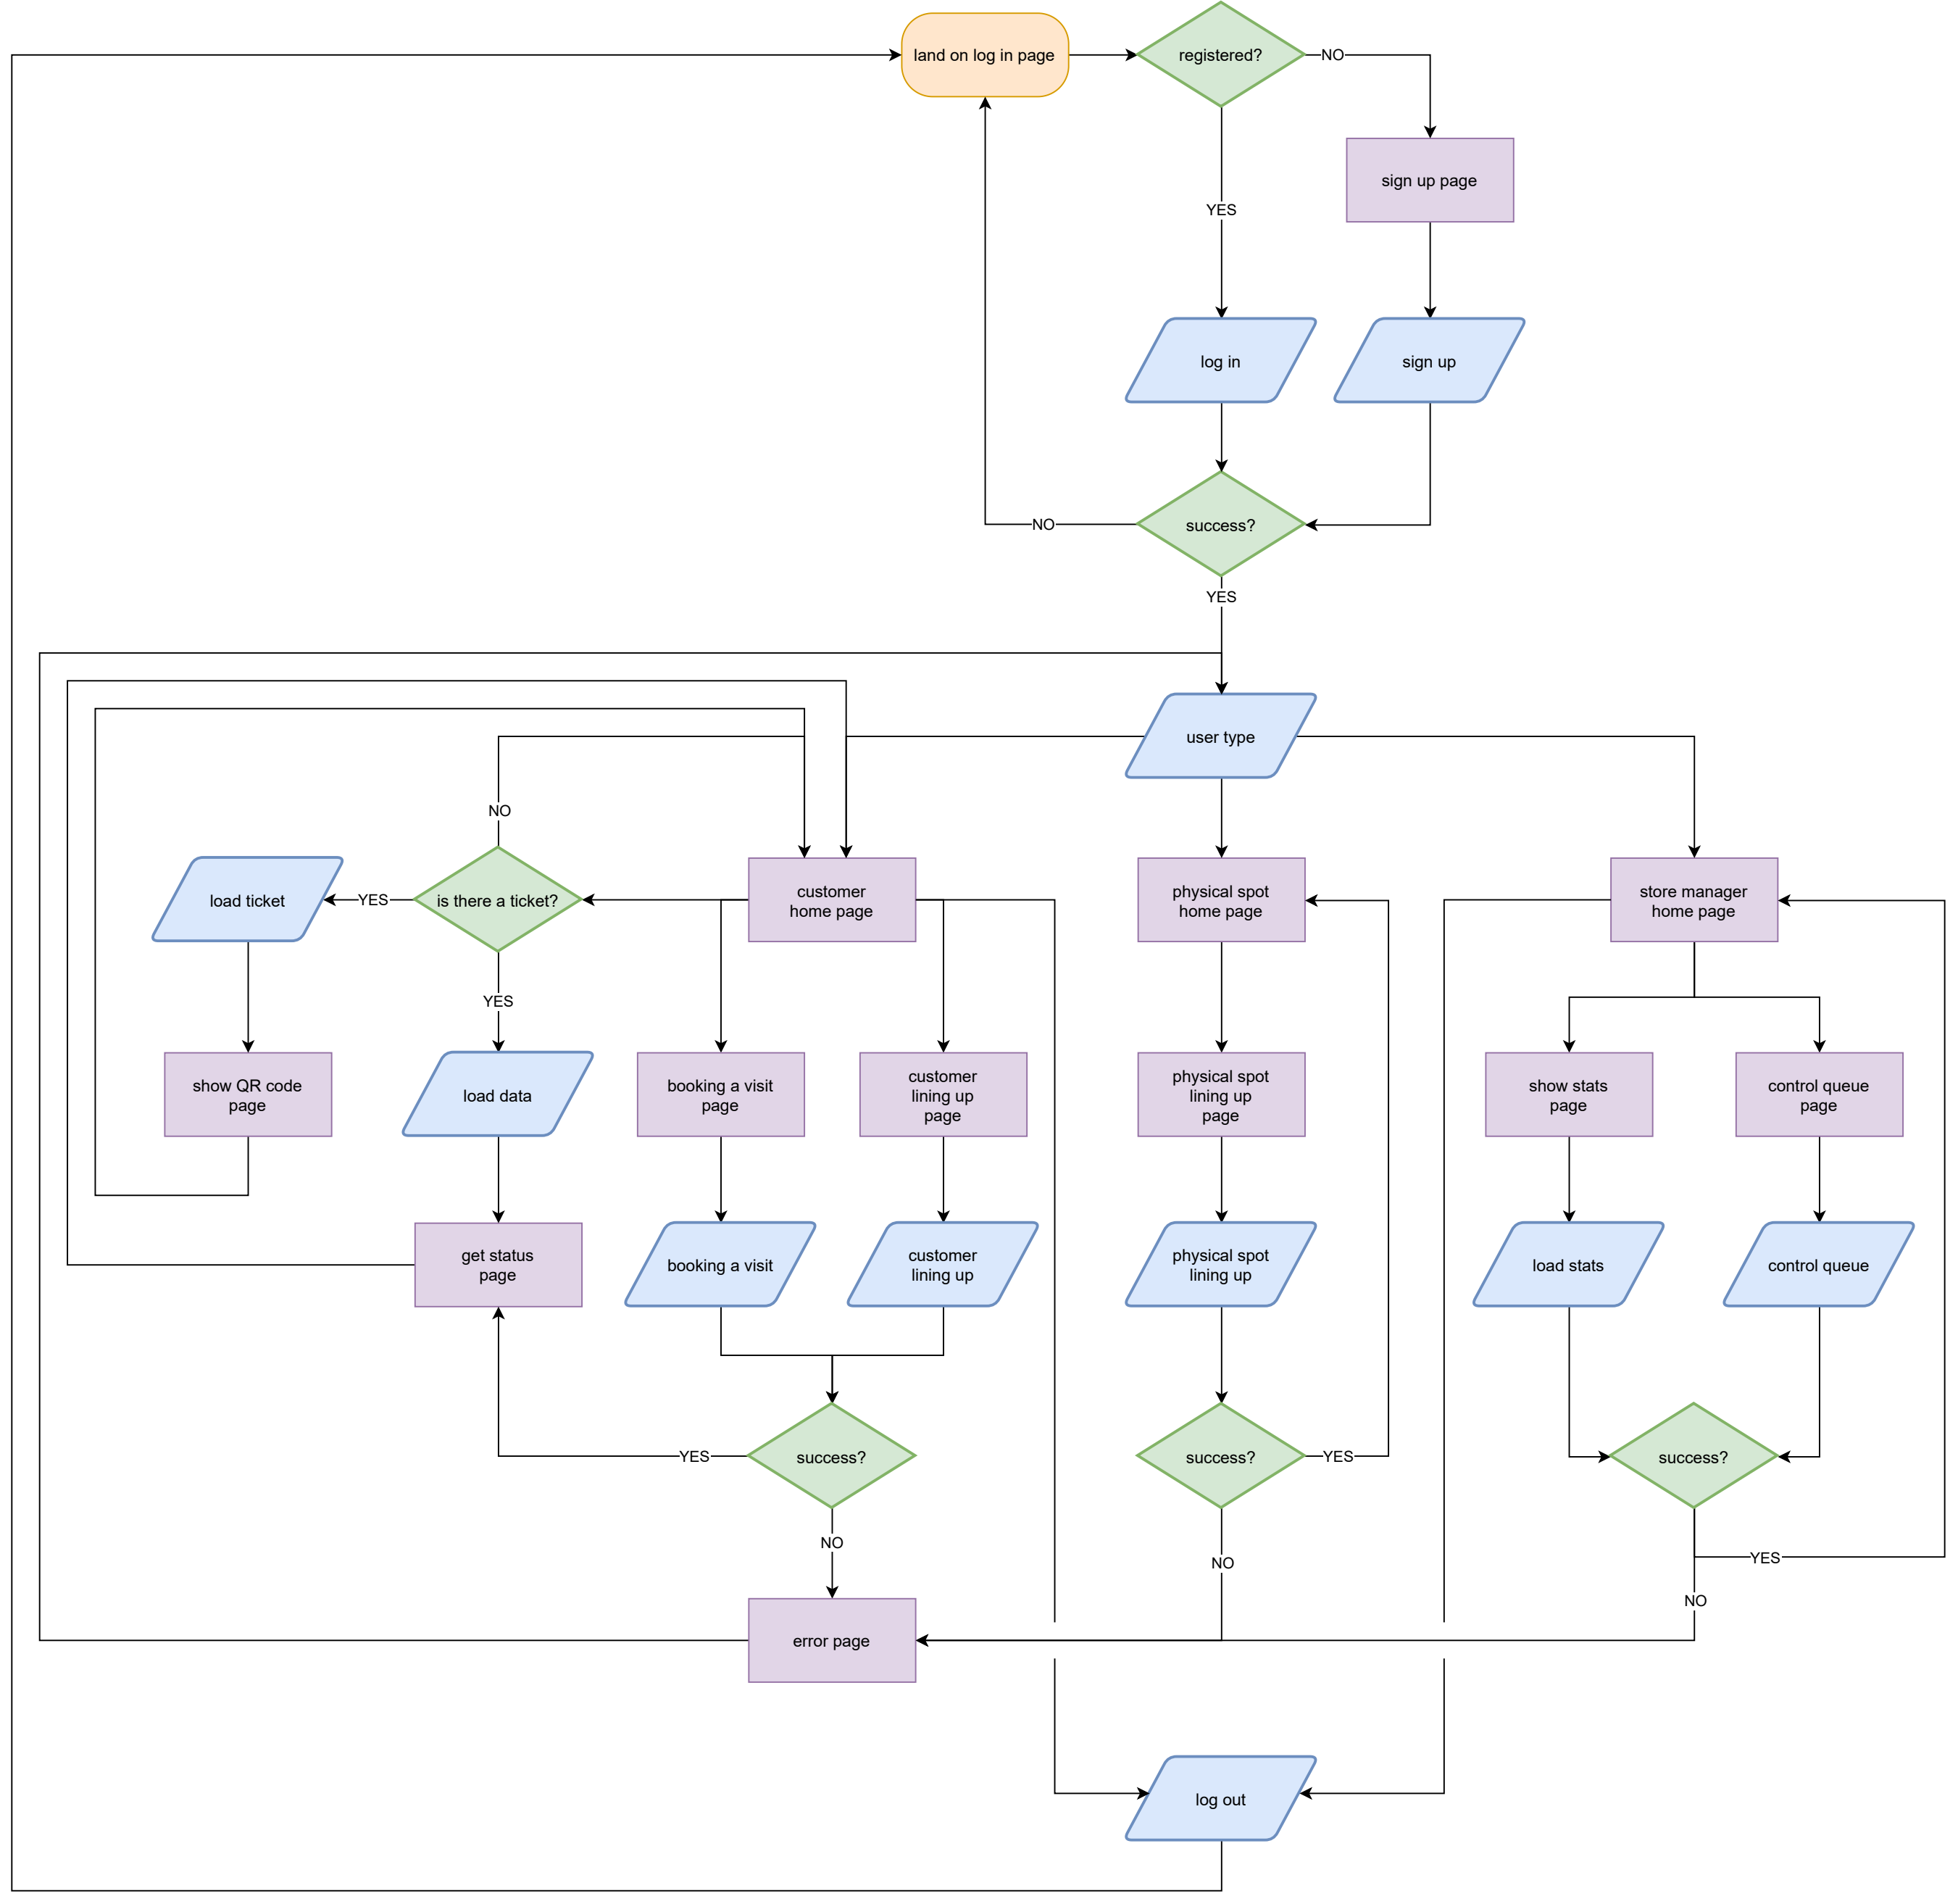 land on log in page
registered?
NO
sign up page
YES
log in
sign up
success?
NO
YES
user type
NO
load ticket
YES
is there a ticket?
customer
home page
physical spot
home page
store manager
home page
YES
show QR code
page
load data
booking a visit
page
customer
lining up
page
physical spot
lining up
page
show stats
page
control queue
page
get status
page
booking a visit
customer
lining up
physical spot
lining up
load stats
control queue
YES
success?
success?
YES
success?
NO
NO
YES
NO
error page
log out